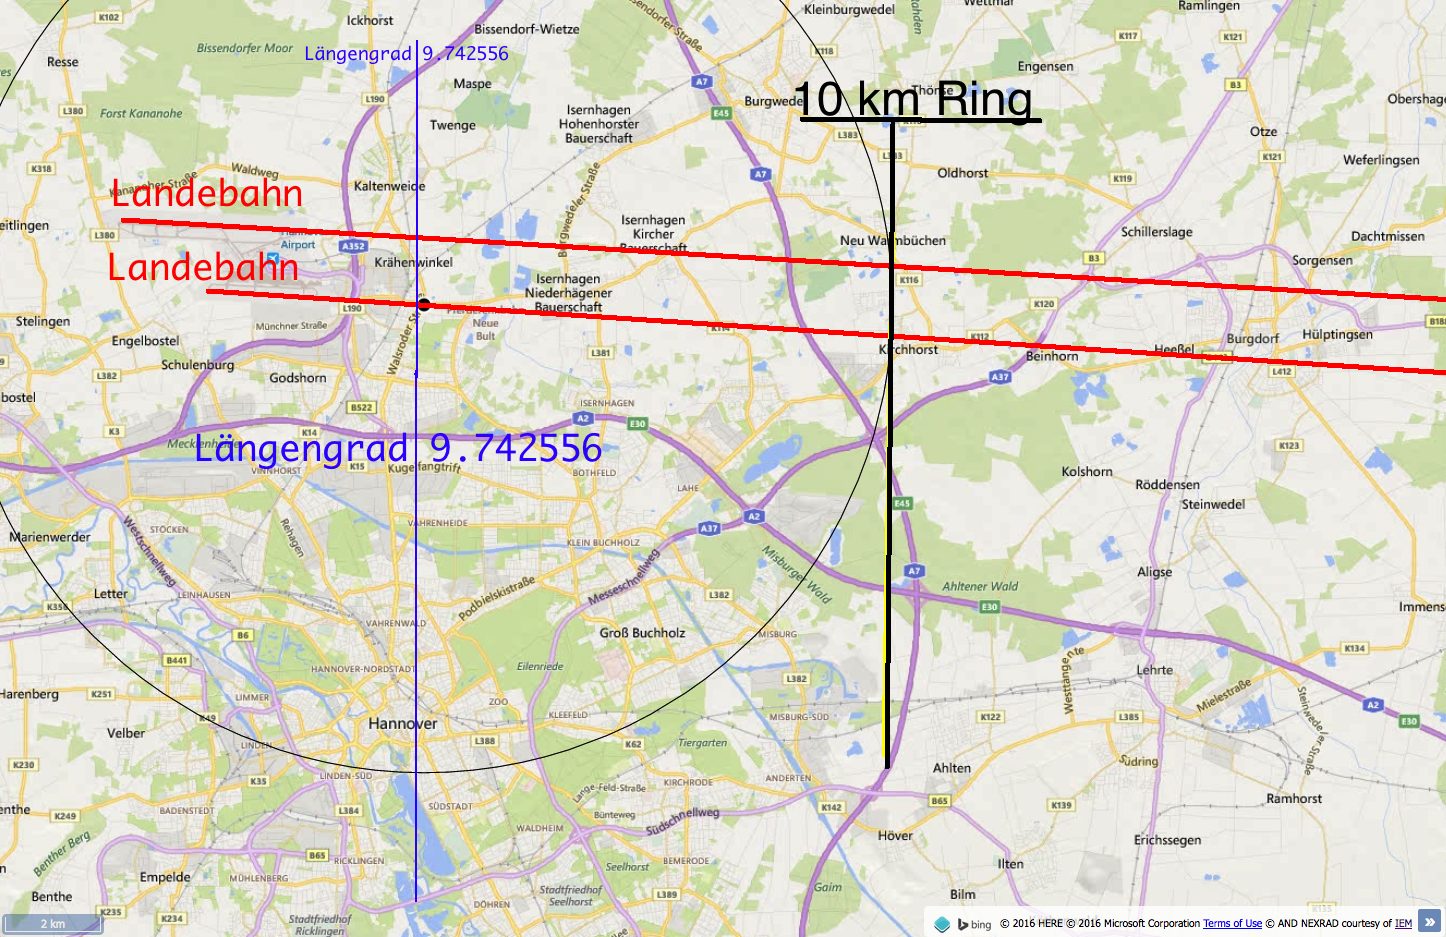 K102
Ickhorst
Kleinburgwedel
Wettmar
Ramlingen
Bissendorf-Wietze
Bissendorfer Straße
K117
Bissendorfer Moor
Längengrad 9.742556
K118
Resse
Engensen
A7
B3
Maspe
L380
L190
Burgwede
10 km Ring
Thönse
Obershage
Forst Kananohe
Isernhagen
Hohenhorster
Bauerschaft
E45
Twenge
L383
Otze
K121
L383
Weferlingsen
K318
Waldweg
Kananoher Straße
Kaltenweide
A7
Oldhorst
K119
Landebahn
Burgwedeler Straße
Isernhagen
Kircher
Bauerschaft
L380
Airport
A352
Neu Warmbüchen
Schillerslage
Dachtmissen
Krähenwinkel
Landebahn
B3
Sorgensen
K116
Isernhagen
Niederhägener
Bauerschaft
L190
K120
Stelingen
Münchner Straße
Walsroder
Neue
Bult
K114
K112
B188
Engelbostel
Kirchhorst
Beinhorn
Heeßel
Burgdorf
Hülptingsen
Schulenburg
L381
L382
Godshorn
A37
L412
bostel
B522
ISERNHAGEN
A2
E30
K3
K14
Längengrad 9.742556
K123
K15
Kugelfangtrift
VINNHORST
BOTHFELD
Kolshorn
Röddensen
LAHE
Steinwedel
E45
Marienwerder
STÖCKEN
Westschnellweg
Rehagen
VAHRENHEIDE
A37
A2
KLEIN BUCHHOLZ
Misburger Wald
A7
Aligse
Letter
LEINHAUSEN
Podbielskistraße
Messeschnellweg
L382
Ahltener Wald
E30
Immens
VAHRENWALD
B6
Groß Buchholz
MISBURG
K134
B441
HANNOVER-NORDSTADT
Eilenriede
Westtangente
Lehrte
Harenberg
K251
LIMMER
L382
Mielestraße
K49
ZOO
KLEEFELD
MISBURG-SÜD
K122
L385
Steinwedeler Straße
A2
E30
Velber
Hannover
L388
K62
Tiergarten
LINDEN
K230
K35
LINDEN-SÜD
Lange-Feld-Straße
KIRCHRODE
ANDERTEN
Ahlten
Südring
BADENSTEDT
L384
SÜDSTADT
K142
B65
K139
Ramhorst
K249
Bünteweg
WALDHEIM
Südschnellweg
Höver
Erichssegen
Benther Berg
B65
RICKLINGEN
Seelhorst
BEMERODE
Ilten
Empelde
MÜHLENBERG
Stadtfriedhof
Seelhorst
Gaim
Benthe
L389
Bilm
K235
K234
Stadtfriedhof
Ricklingen
DÖHREN
2 km
bing
© 2016 HERE © 2016 Microsoft Corporation Terms of Use © AND NEXRAD courtesy of IEM
»